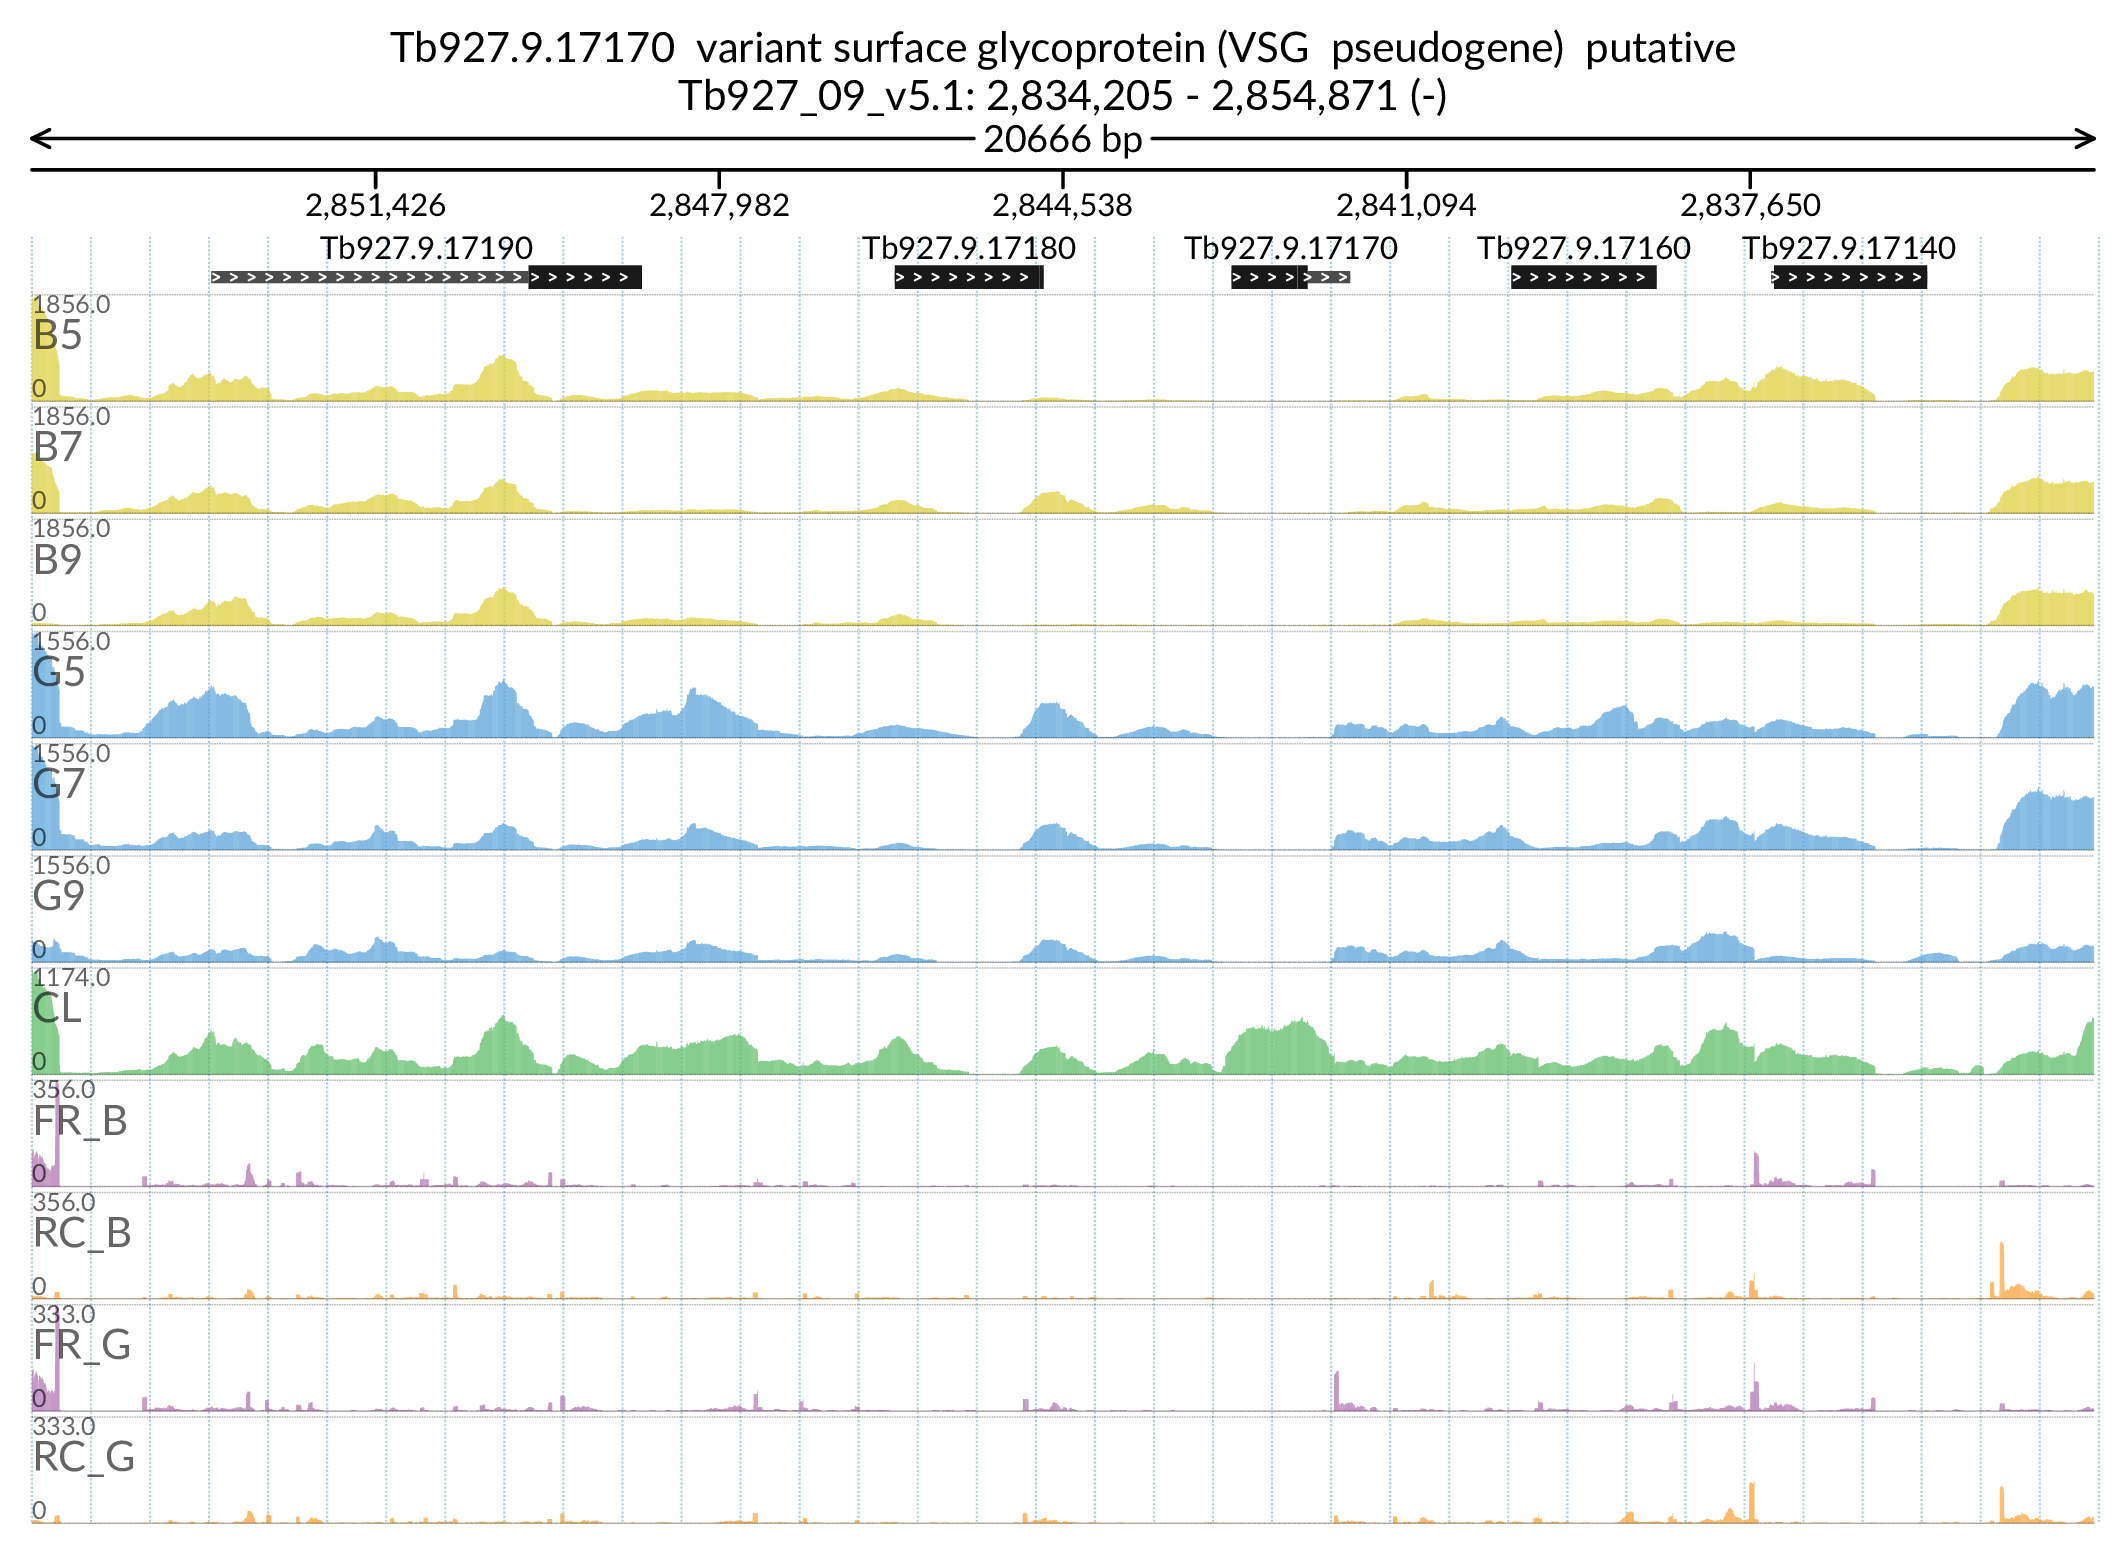 Tb927.9.17170  variant surface glycoprotein (VSG  pseudogene)  putative
Tb927_09_v5.1: 2,834,205 - 2,854,871 (-)
20666 bp
2,851,426 2,847,982 2,844,538 2,841,094 2,837,650
Tb927.9.17190 Tb927.9.17180 Tb927.9.17170 Tb927.9.17160 Tb927.9.17140
1856.0
B5
0
1856.0
B7
0
1856.0
B9
0
1556.0
G5
0
1556.0
G7
0
1556.0
G9
0
1174.0
CL
0
356.0
FR_B
0
356.0
RC_B
0
333.0
FR_G
0
333.0
RC_G
0